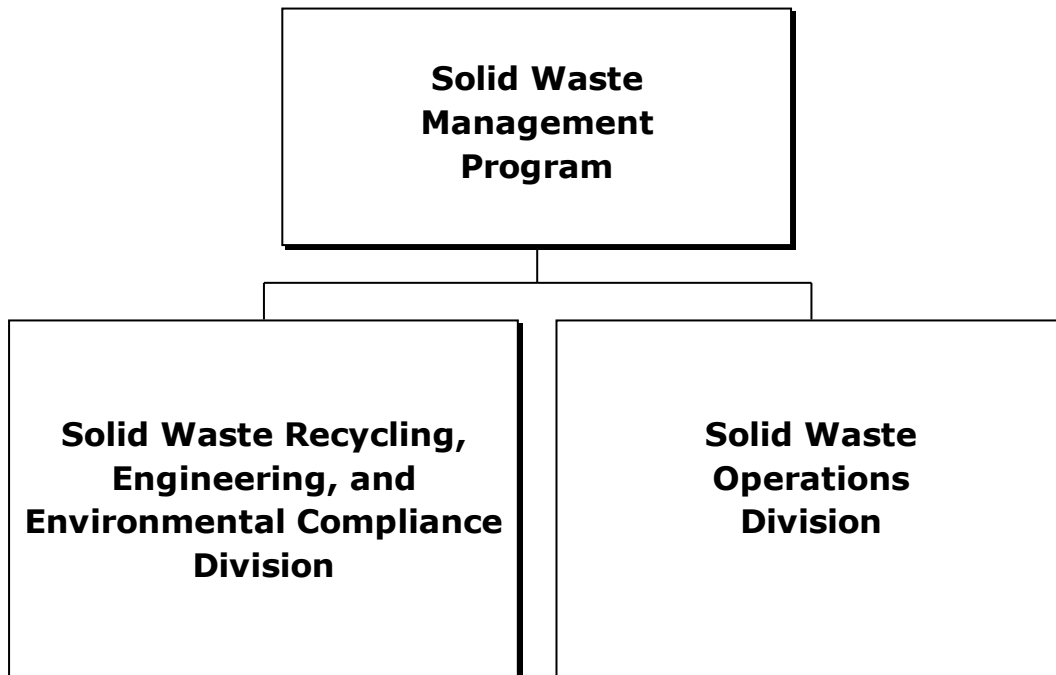 Solid Waste
Management
Program
Solid Waste Recycling,
Engineering, and
Environmental Compliance
Division
Solid Waste
Operations
Division